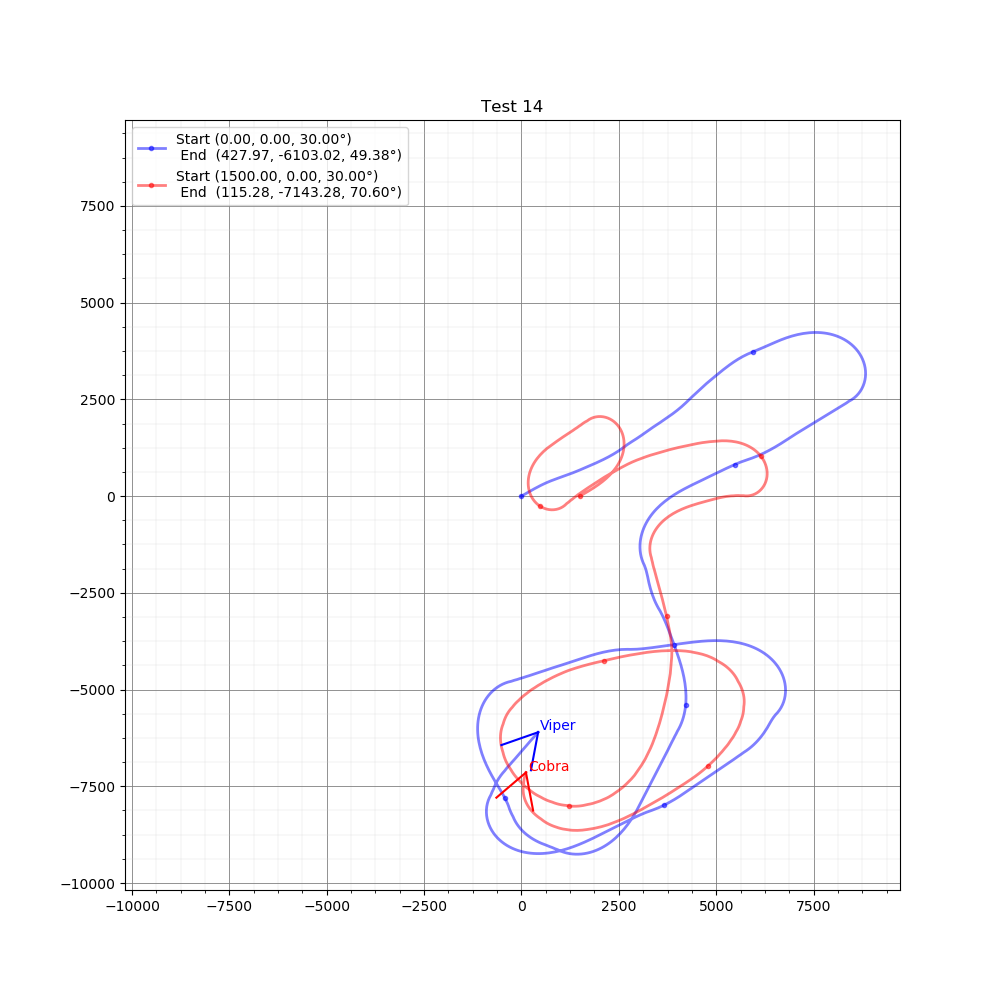 Test 14
Start (0.00, 0.00, 30.00°)
End (427.97, -6103.02, 49.38°)
Start (1500.00, 0.00, 30.00°)
End (115.28, -7143.28, 70.60°)
7500
5000
2500
0
−2500
−5000
Viper
Cobra
−7500
−10000
−10000 −7500 −5000 −2500 0 2500 5000 7500